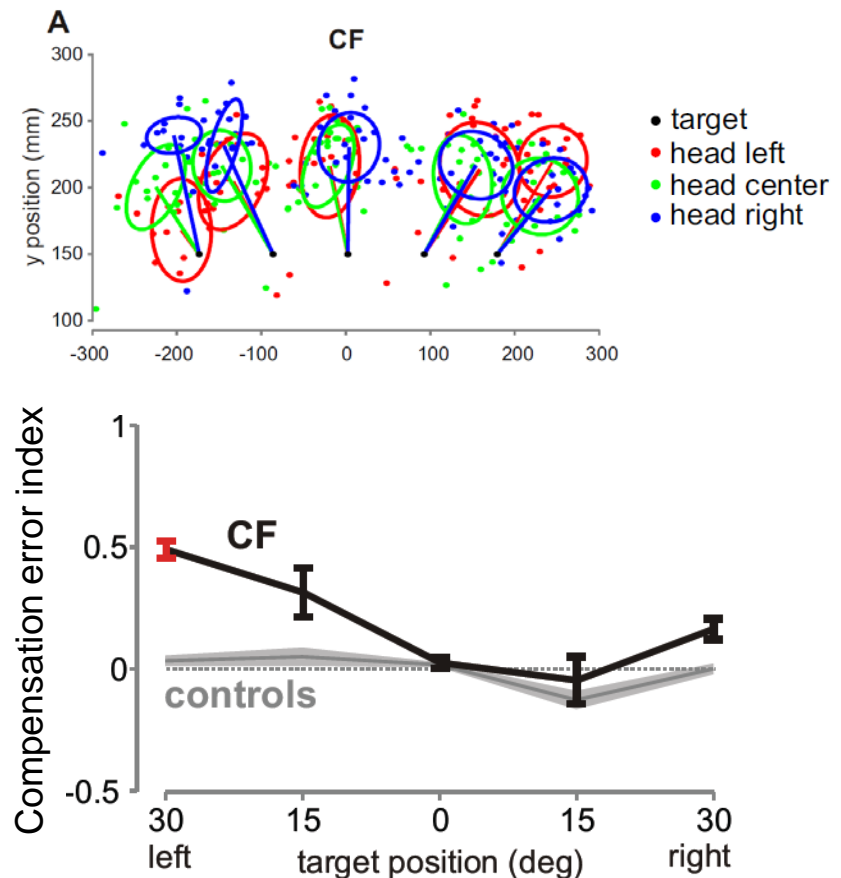 A
CF
300
250
200
150
100
y position (mm)
-300 -200 -100 0 100 200 300
target
head left
head center
head right
Compensation error index
1
0.5
0
-0.5
CF
controls
30 15 0 15 30
left target position (deg) right